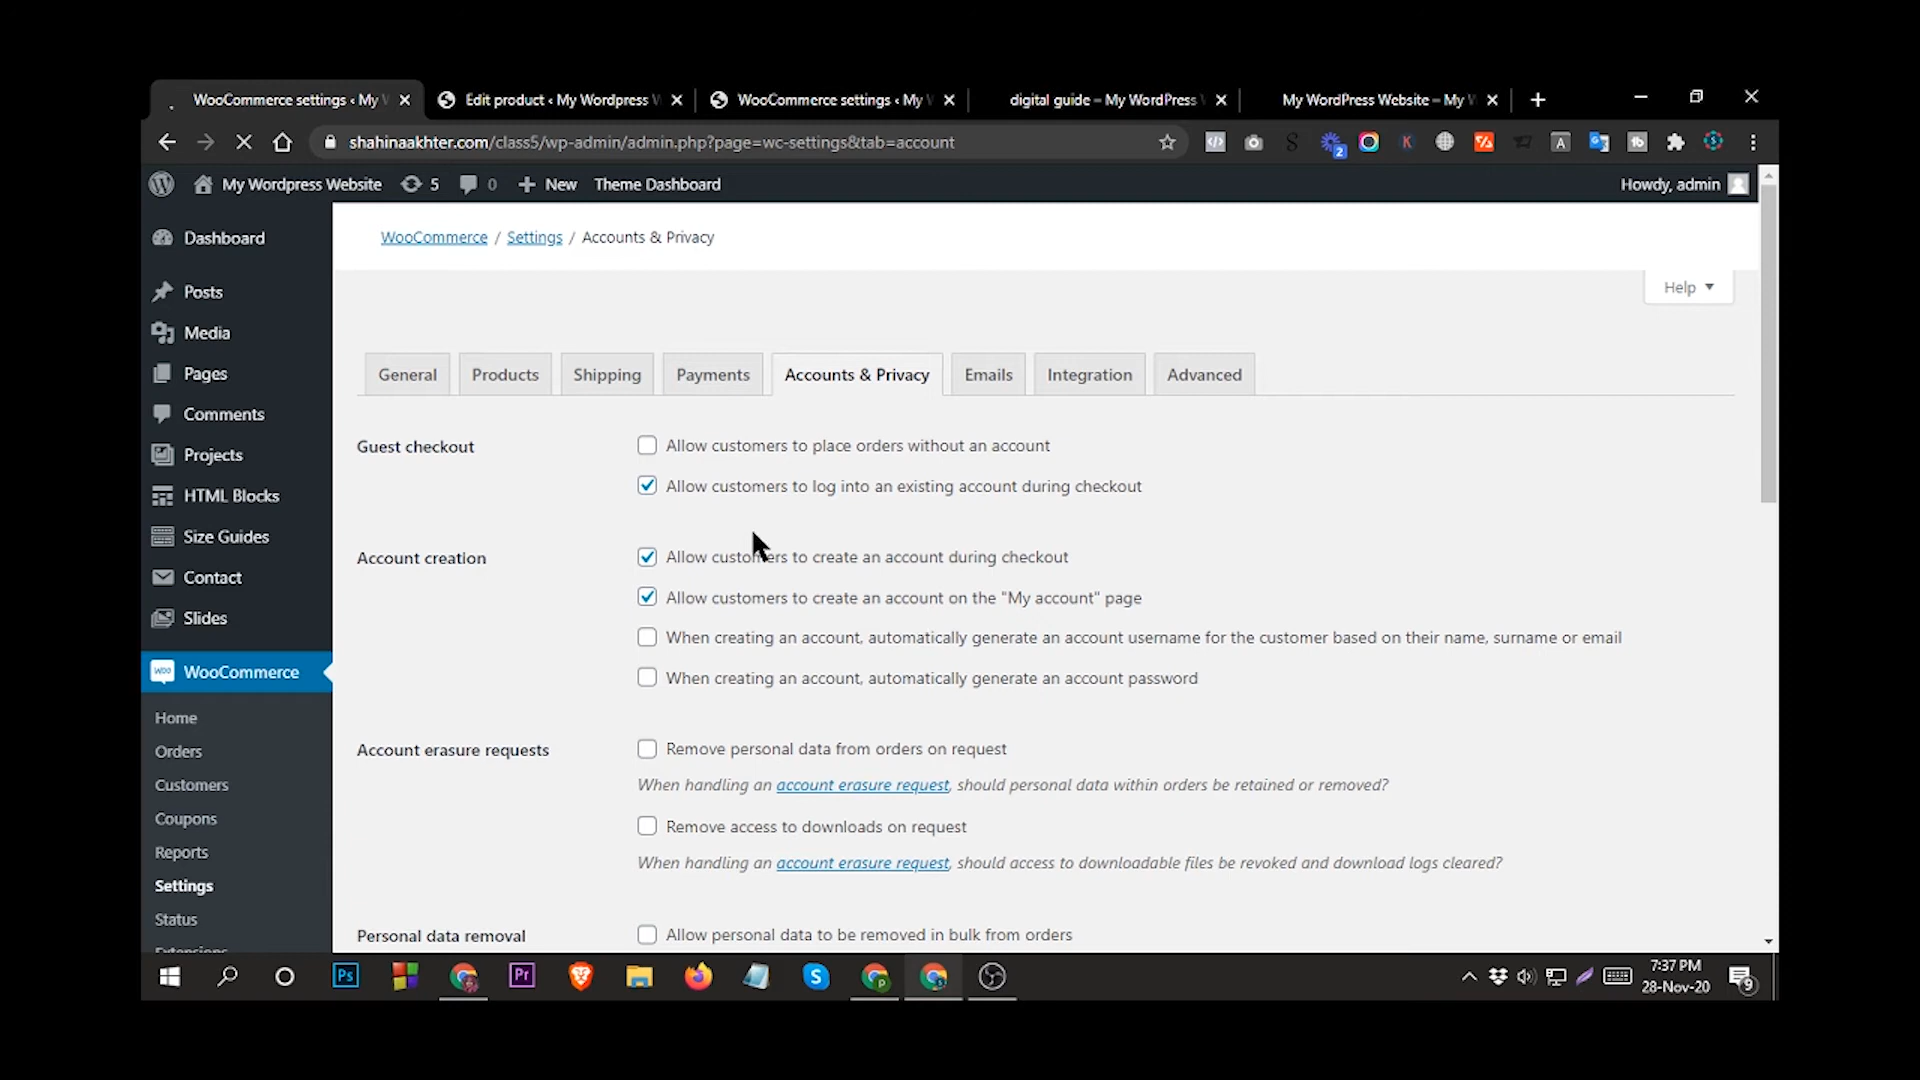 WooCommerce settings ‹ My W
Edit product ‹ My Wordpress W
WooCommerce settings ‹ My W
digital guide – My WordPress
My WordPress Website – My W
shahinaakhter.com/class5/wp-admin/admin.php?page=wc-settings&tab=account
My Wordpress Website
5
0
New
Theme Dashboard
Howdy, admin
Dashboard
Posts
Media
Pages
Comments
Projects
HTML Blocks
Size Guides
Contact
Slides
WooCommerce
Home
Orders
Customers
Coupons
Reports
Settings
Status
Extensions
WooCommerce / Settings / Accounts & Privacy
Help
General
Products
Shipping
Payments
Accounts & Privacy
Emails
Integration
Advanced
Guest checkout
Allow customers to place orders without an account
Allow customers to log into an existing account during checkout
Account creation
Allow customers to create an account during checkout
Allow customers to create an account on the "My account" page
When creating an account, automatically generate an account username for the customer based on their name, surname or email
When creating an account, automatically generate an account password
Account erasure requests
Remove personal data from orders on request
When handling an account erasure request, should personal data within orders be retained or removed?
Remove access to downloads on request
When handling an account erasure request, should access to downloadable files be revoked and download logs cleared?
Personal data removal
Allow personal data to be removed in bulk from orders
Ps
Pr
7:37 PM
28-Nov-20
9